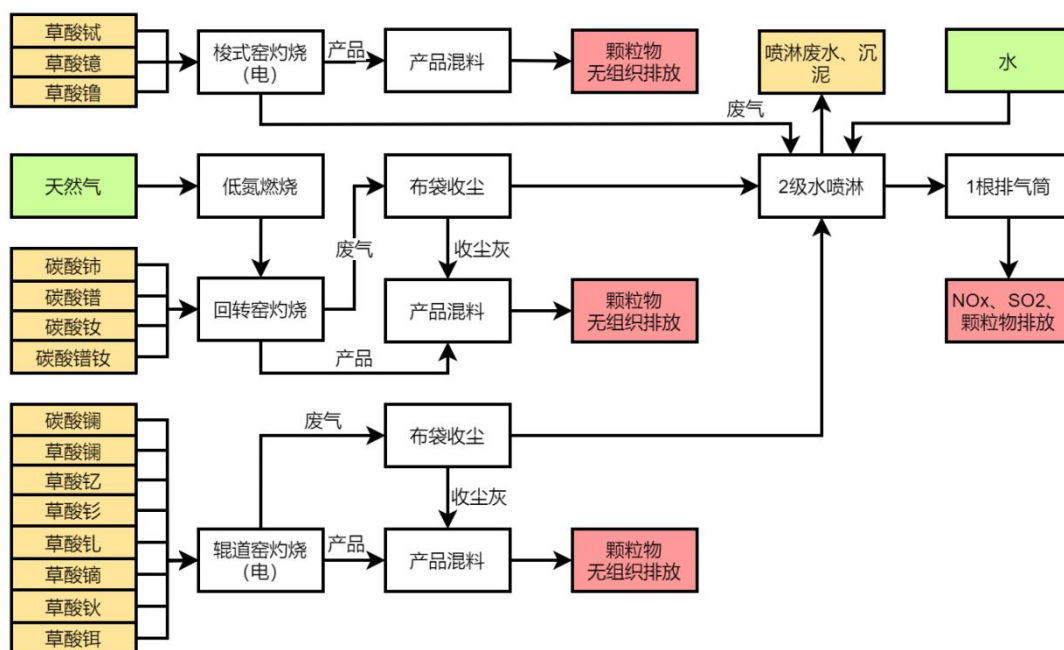 草酸铽
草酸镱
草酸镥
梭式窑灼烧
(电)
产品
产品混料
颗粒物
无组织排放
喷淋废水、沉
泥
水
废气
天然气
低氮燃烧
布袋收尘
2级水喷淋
1根排气筒
废气
收尘灰
碳酸铈
碳酸镨
碳酸钕
碳酸镨钕
回转窑灼烧
产品混料
颗粒物
无组织排放
NOx、SO2、
颗粒物排放
产品
碳酸镧
草酸镧
草酸钇
草酸钐
草酸钆
草酸镝
草酸钬
草酸铒
废气
布袋收尘
收尘灰
辊道窑灼烧
(电)
产品
产品混料
颗粒物
无组织排放